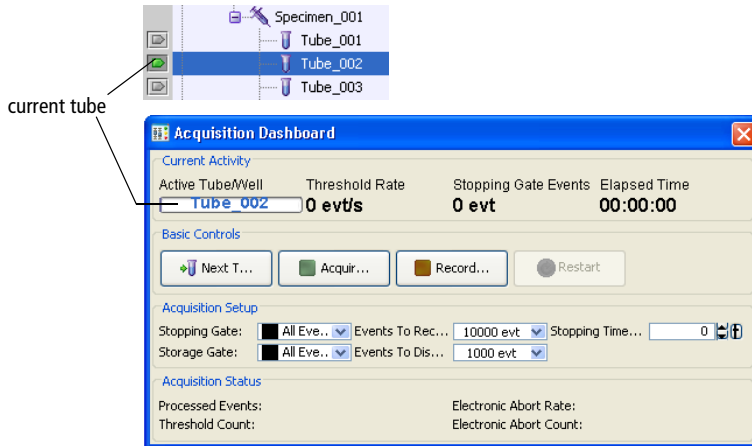 Specimen_001
Tube_001
Tube_002
Tube_003
current tube
Acquisition Dashboard
Current Activity
Active Tube/Well Threshold Rate Stopping Gate Events Elapsed Time
Tube_002 0 evt/s 0 evt 00:00:00
Basic Controls
Next T... Acquir... Record... Restart
Acquisition Setup
Stopping Gate: All Eve.. Events To Rec... 10000 evt Stopping Time... 0
Storage Gate: All Eve.. Events To Dis... 1000 evt
Acquisition Status
Processed Events: Electronic Abort Rate:
Threshold Count: Electronic Abort Count: